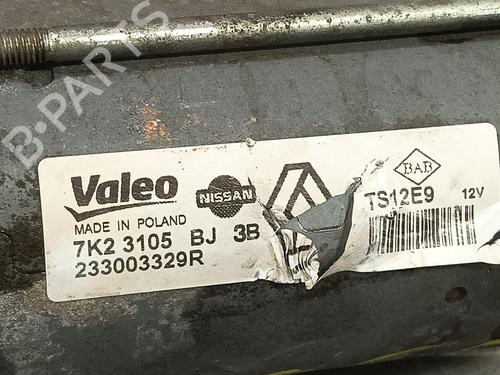 B-PARTS
Valeo
NISSAN
BAB
MADE IN POLAND
TS12E9 12V
7K2 3105 BJ 3B
233003329R